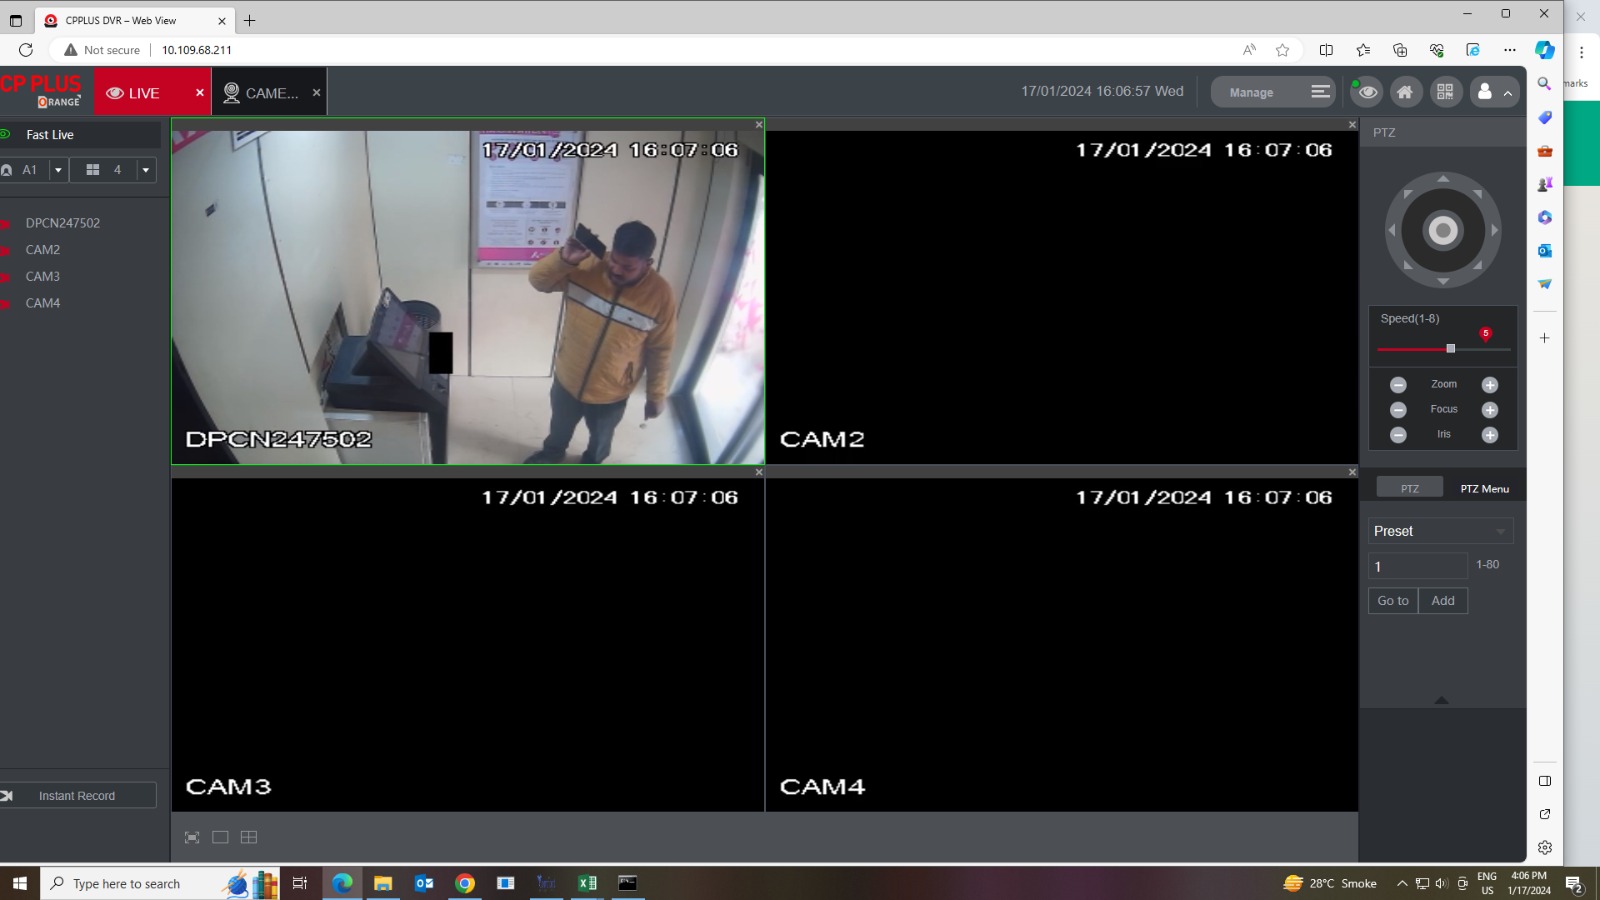 CPPLUS DVR – Web View
Not secure
10.109.68.211
CP PLUS
ORANGE
LIVE
CAME...
17/01/2024 16:06:57 Wed
Manage
marks
Fast Live
A1
4
DPCN247502
CAM2
CAM3
CAM4
17/01/2024 16:07:06
DPCN247502
17/01/2024 16:07:06
CAM2
17/01/2024 16:07:06
CAM3
17/01/2024 16:07:06
CAM4
PTZ
Speed(1-8)
5
Zoom
Focus
Iris
PTZ
PTZ Menu
Preset
1
1-80
Go to
Add
Instant Record
Type here to search
28°C Smoke
ENG
US
4:06 PM
1/17/2024
2